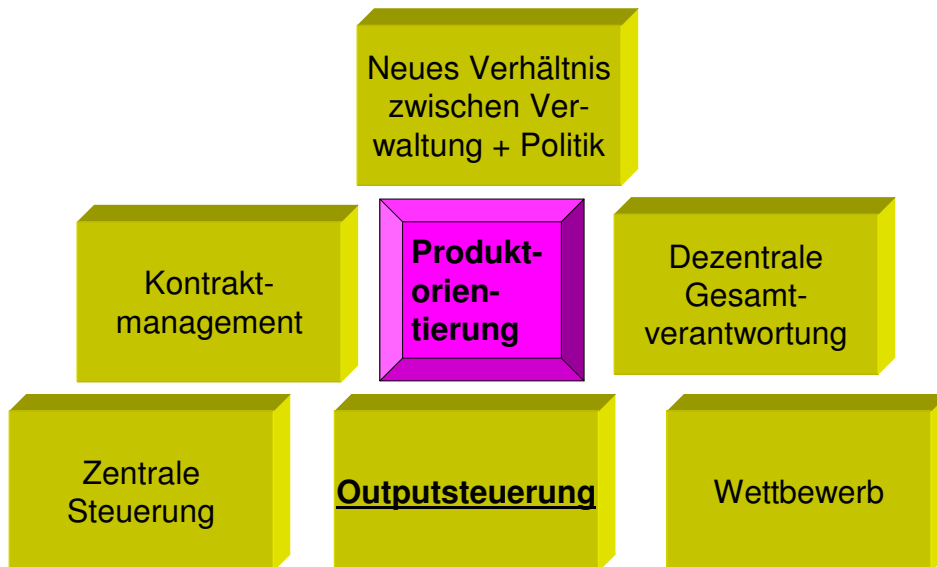 Neues Verhältnis
zwischen Ver-
waltung + Politik
Kontrakt-
management
Produkt-
orien-
tierung
Dezentrale
Gesamt-
verantwortung
Zentrale
Steuerung
Outputsteuerung
Wettbewerb